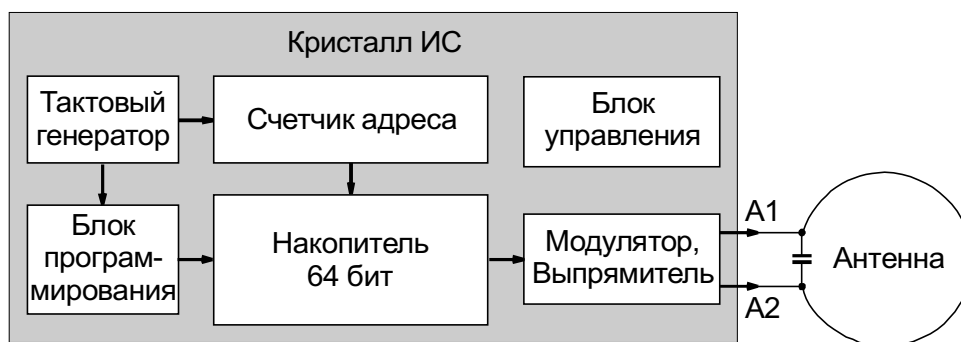 Кристалл ИС
Тактовый
генератор
Счетчик адреса
Блок
управления
Блок
програм-
мирования
Накопитель
64 бит
Модулятор,
Выпрямитель
A1
A2
Антенна